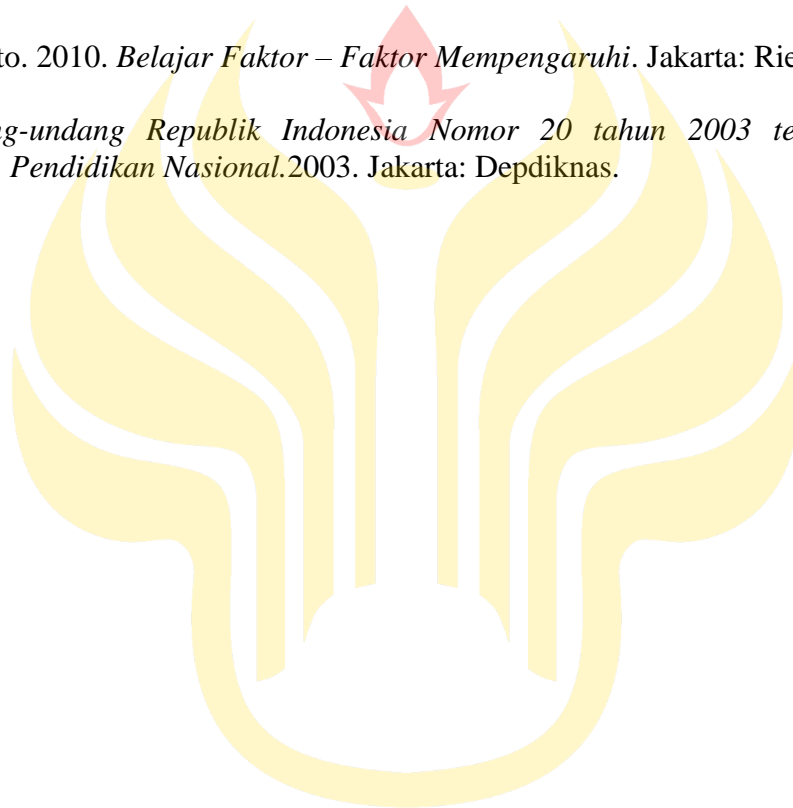 to. 2010. Belajar Faktor – Faktor Mempengaruhi. Jakarta: Rie
ng-undang Republik Indonesia Nomor 20 tahun 2003 te
Pendidikan Nasional.2003. Jakarta: Depdiknas.